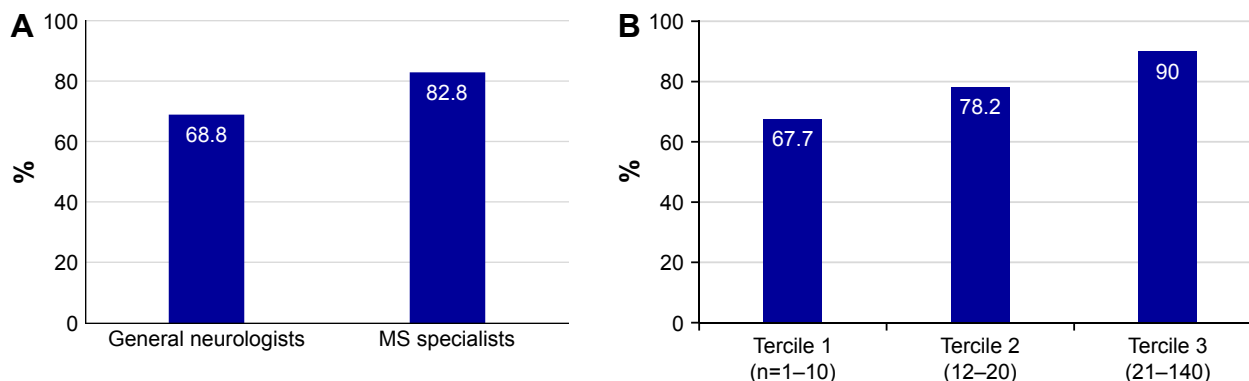 A
100
80
60
40
20
0
%
68.8
82.8
General neurologists
MS specialists
B
100
80
60
40
20
0
%
67.7
78.2
90
Tercile 1
(n=1–10)
Tercile 2
(12–20)
Tercile 3
(21–140)